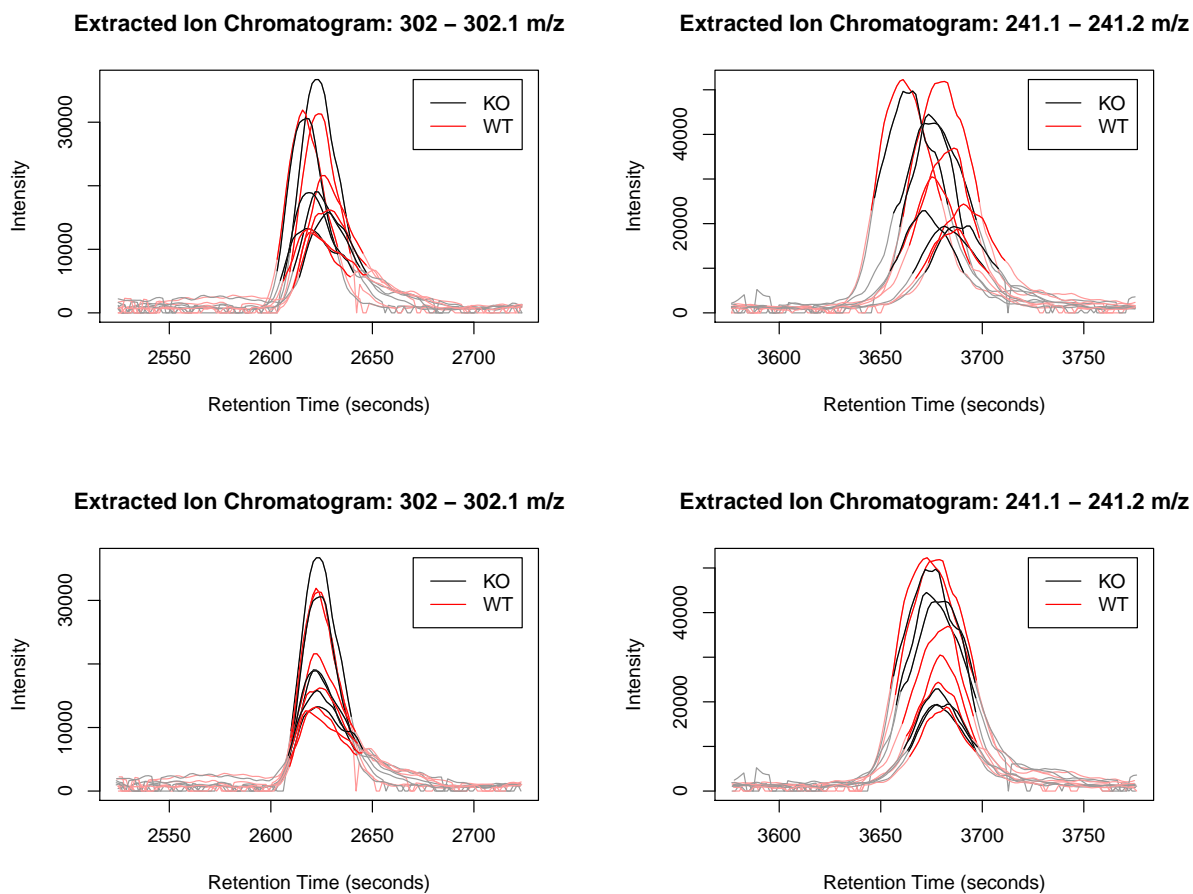 Extracted Ion Chromatogram: 302 – 302.1 m/z
Intensity
0 10000 30000
KO
WT
2550 2600 2650 2700
Retention Time (seconds)
Extracted Ion Chromatogram: 241.1 – 241.2 m/z
Intensity
0 20000 40000
KO
WT
3600 3650 3700 3750
Retention Time (seconds)
Extracted Ion Chromatogram: 302 – 302.1 m/z
Intensity
0 10000 30000
KO
WT
2550 2600 2650 2700
Retention Time (seconds)
Extracted Ion Chromatogram: 241.1 – 241.2 m/z
Intensity
0 20000 40000
KO
WT
3600 3650 3700 3750
Retention Time (seconds)